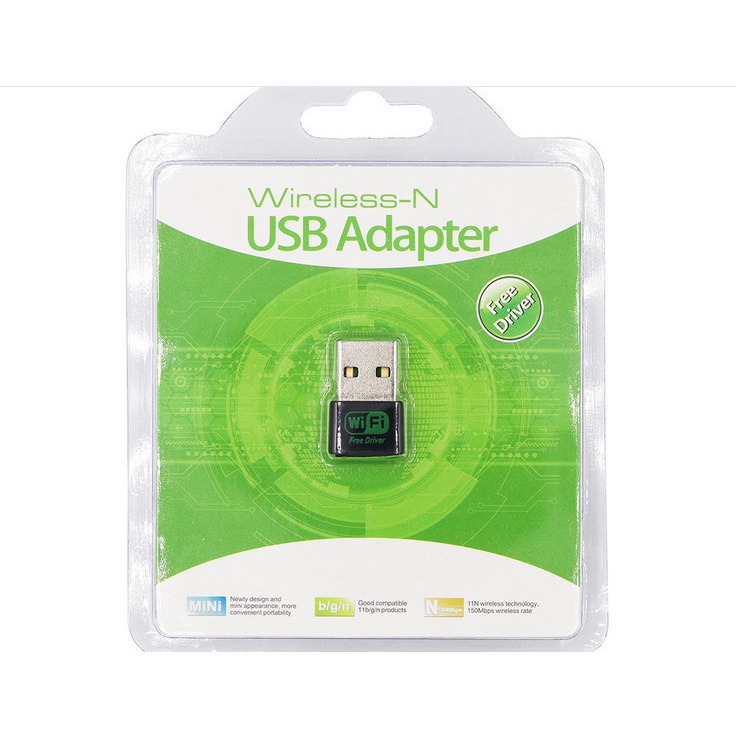 Wireless-N
USB Adapter
Free
Driver
WiFi
Free Driver
MiNi
Newly design and
mini appearance, more
convenient portability
b/g/n
Good compatible
11b/g/n products
N 150Mbps
11N wireless technology,
150Mbps wireless rate